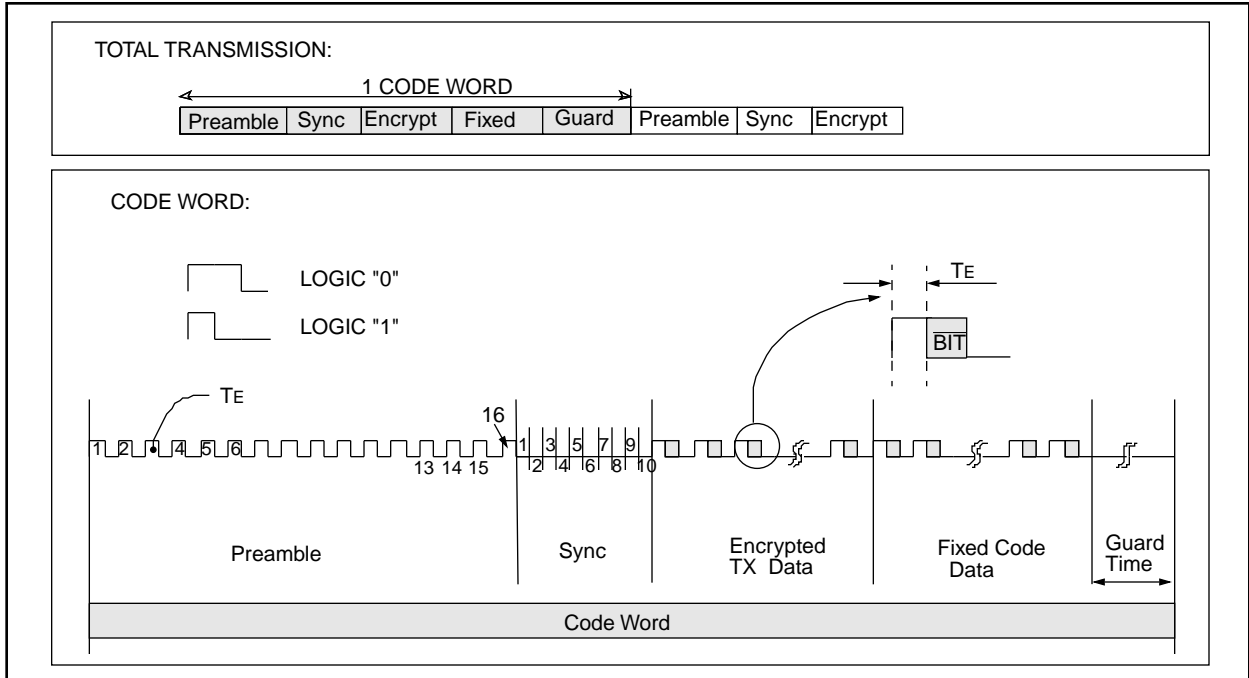 TOTAL TRANSMISSION:
1 CODE WORD
Preamble Sync Encrypt Fixed Guard Preamble Sync Encrypt
CODE WORD:
LOGIC "0"
LOGIC "1"
TE
BIT
TE
16
1 2 4 5 6
13 14 15
1 3 5 7 9
2 4 6 8 10
Preamble
Sync
Encrypted
TX Data
Fixed Code
Data
Guard
Time
Code Word